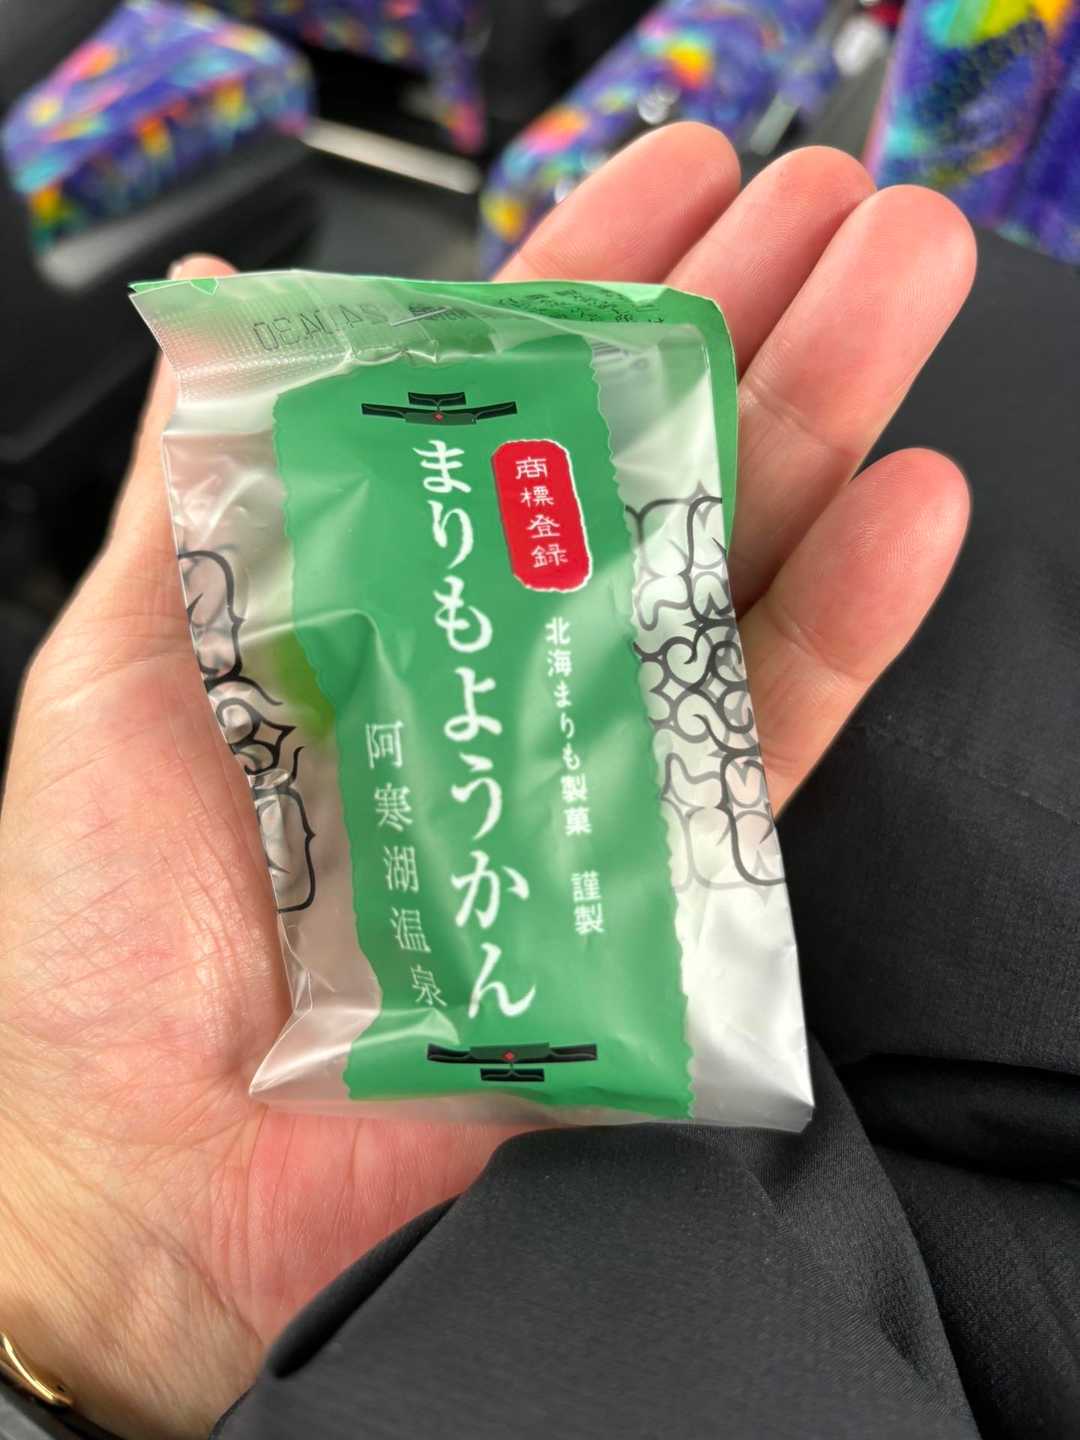 商標登録
北海まりも製菓 謹製
まりもようかん
阿寒湖温泉